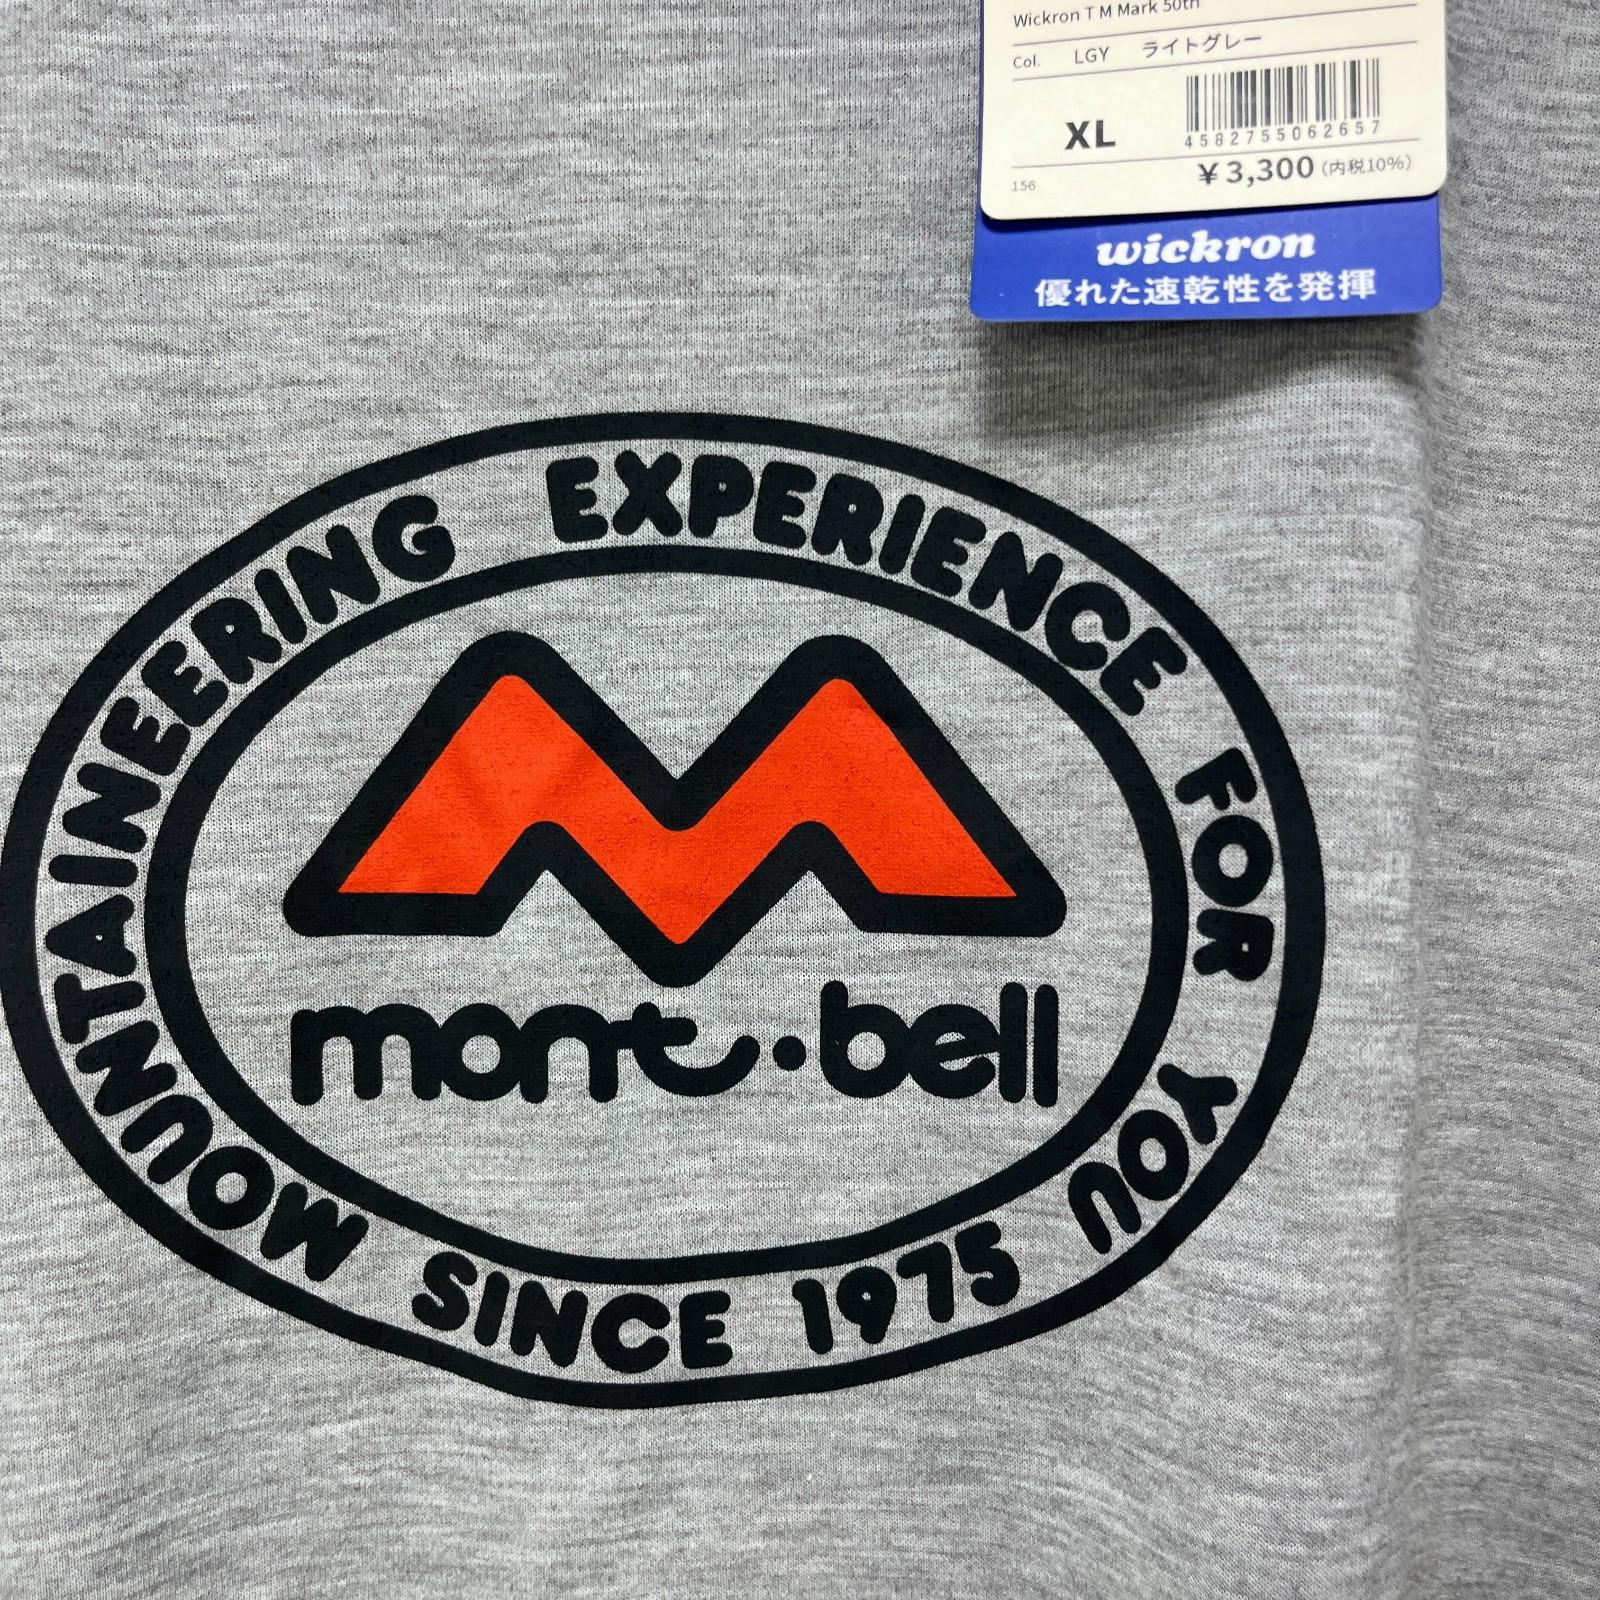 Wickron T M Mark 50th
Col. LGY ライトグレー
XL
4582755062657
¥3,300 (内税10%)
156
wickron
優れた速乾性を発揮
MOUNTAINEERING EXPERIENCE FOR YOU
mont·bell
SINCE 1975